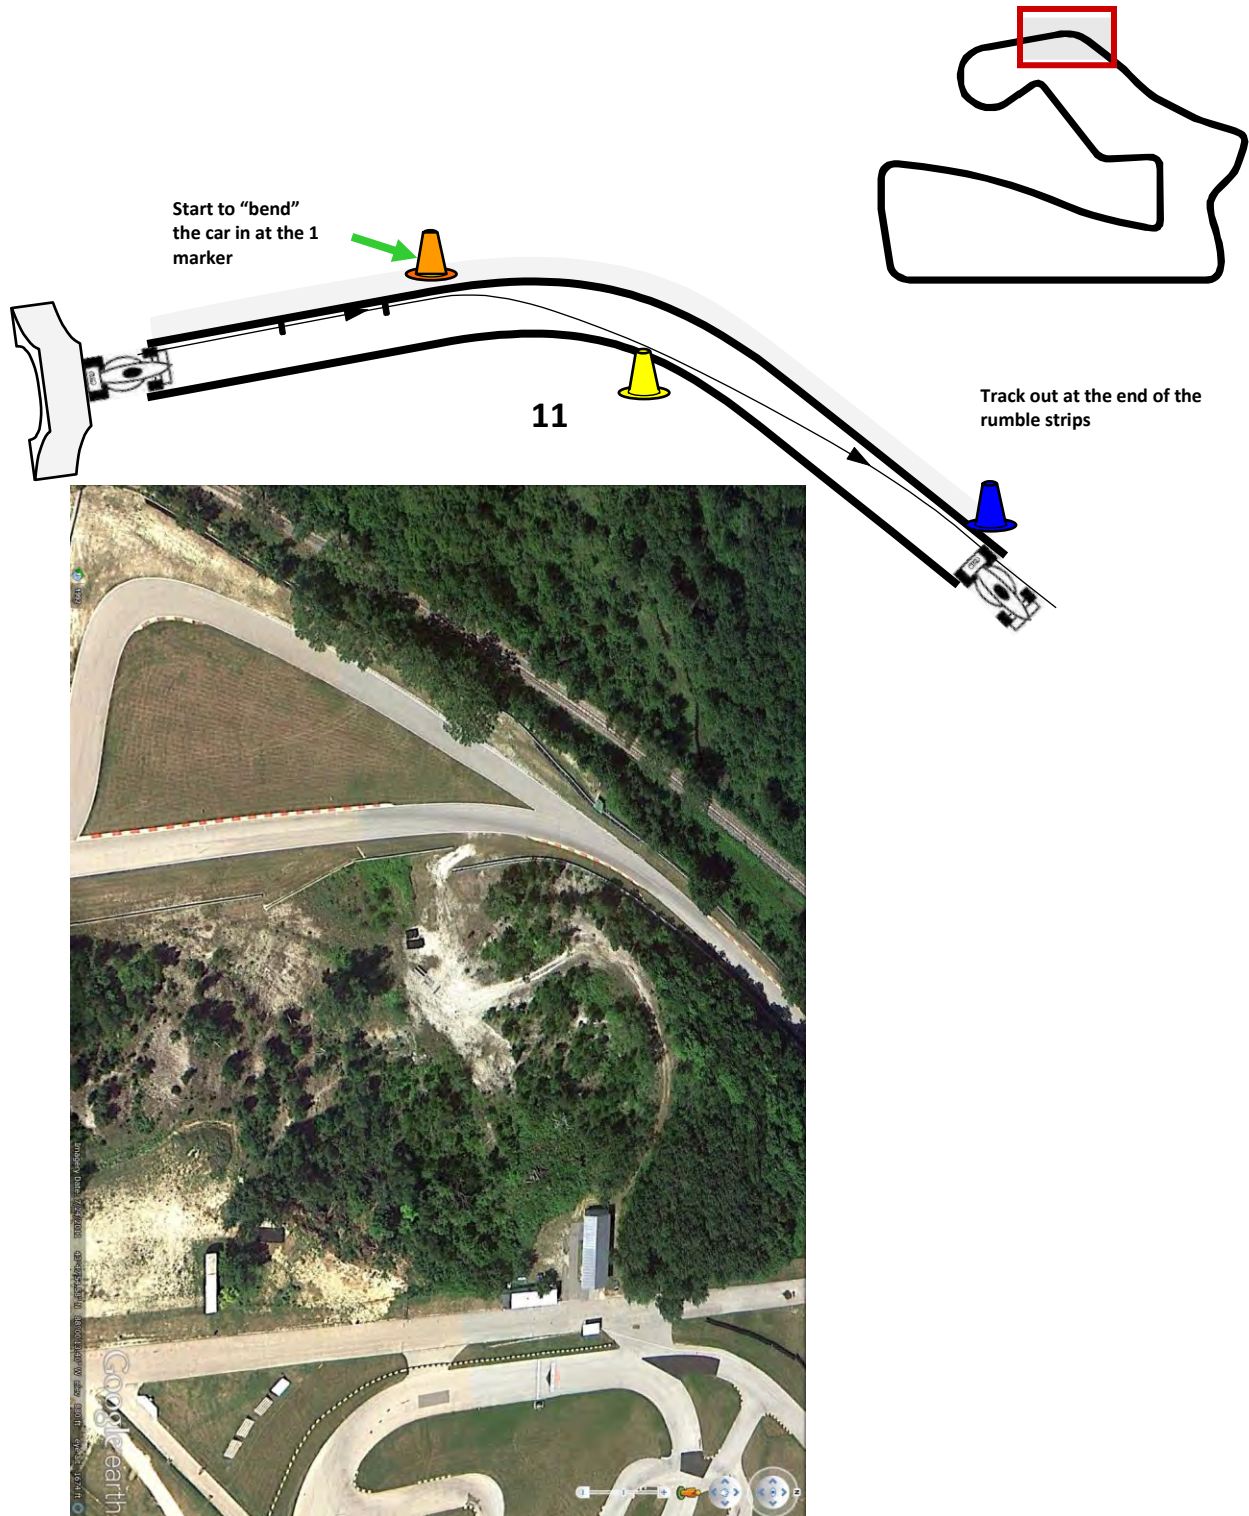 Start to “bend”
the car in at the 1
marker
11
Track out at the end of the
rumble strips
Google earth